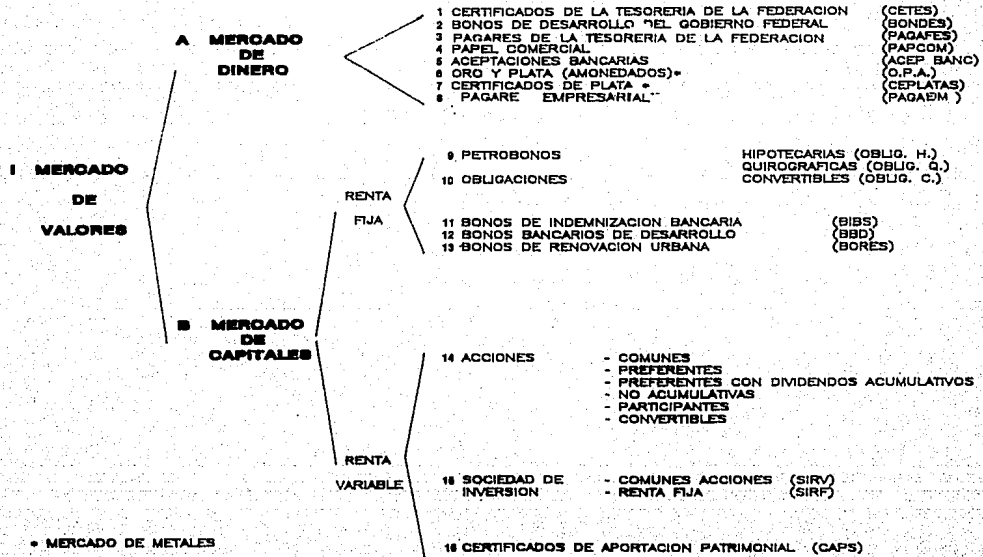 A MERCADO
DE
DINERO
1 CERTIFICADOS DE LA TESORERIA DE LA FEDERACION (CETES)
2 BONOS DE DESARROLLO DEL GOBIERNO FEDERAL (BONDES)
3 PAGARES DE LA TESORERIA DE LA FEDERACION (PAGAFES)
4 PAPEL COMERCIAL (PAPCOM)
5 ACEPTACIONES BANCARIAS (ACEP BANC)
6 ORO Y PLATA (AMONEDADOS)* (O.P.A.)
7 CERTIFICADOS DE PLATA * (CEPLATAS)
8 PAGARE EMPRESARIAL (PAGAEM )
I MERCADO
DE
VALORES
RENTA
FIJA
9 PETROBONOS HIPOTECARIAS (OBLIG. H.)
QUIROGRAFICAS (OBLIG. Q.)
10 OBLIGACIONES CONVERTIBLES (OBLIG. C.)
11 BONOS DE INDEMNIZACION BANCARIA (BIBS)
12 BONOS BANCARIOS DE DESARROLLO (BBD)
13 BONOS DE RENOVACION URBANA (BORES)
B MERCADO
DE
CAPITALES
14 ACCIONES - COMUNES
- PREFERENTES
- PREFERENTES CON DIVIDENDOS ACUMULATIVOS
- NO ACUMULATIVAS
- PARTICIPANTES
- CONVERTIBLES
RENTA
VARIABLE
15 SOCIEDAD DE - COMUNES ACCIONES (SIRV)
INVERSION - RENTA FIJA (SIRF)
16 CERTIFICADOS DE APORTACION PATRIMONIAL (CAPS)
* MERCADO DE METALES